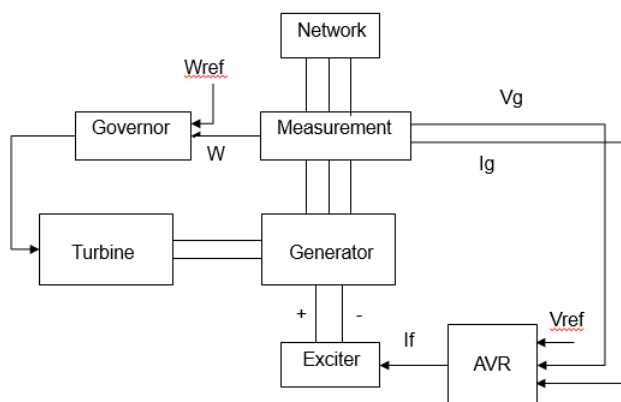 Network
Wref
Vg
Governor
Measurement
W
Ig
Turbine
Generator
+
-
Vref
If
Exciter
AVR